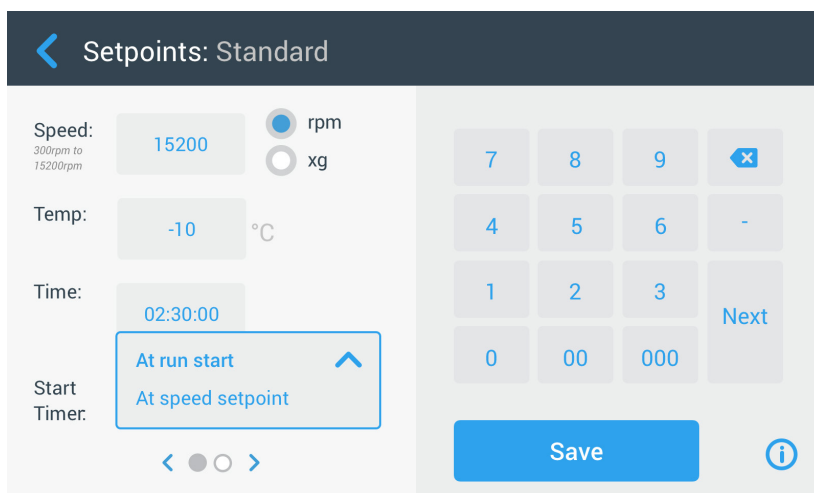 Setpoints: Standard
Speed:
300rpm to
15200rpm
15200
rpm
xg
Temp:
-10
°C
Time:
02:30:00
Start
Timer:
At run start
At speed setpoint
7 8 9
4 5 6 -
1 2 3
Next
0 00 000
Save